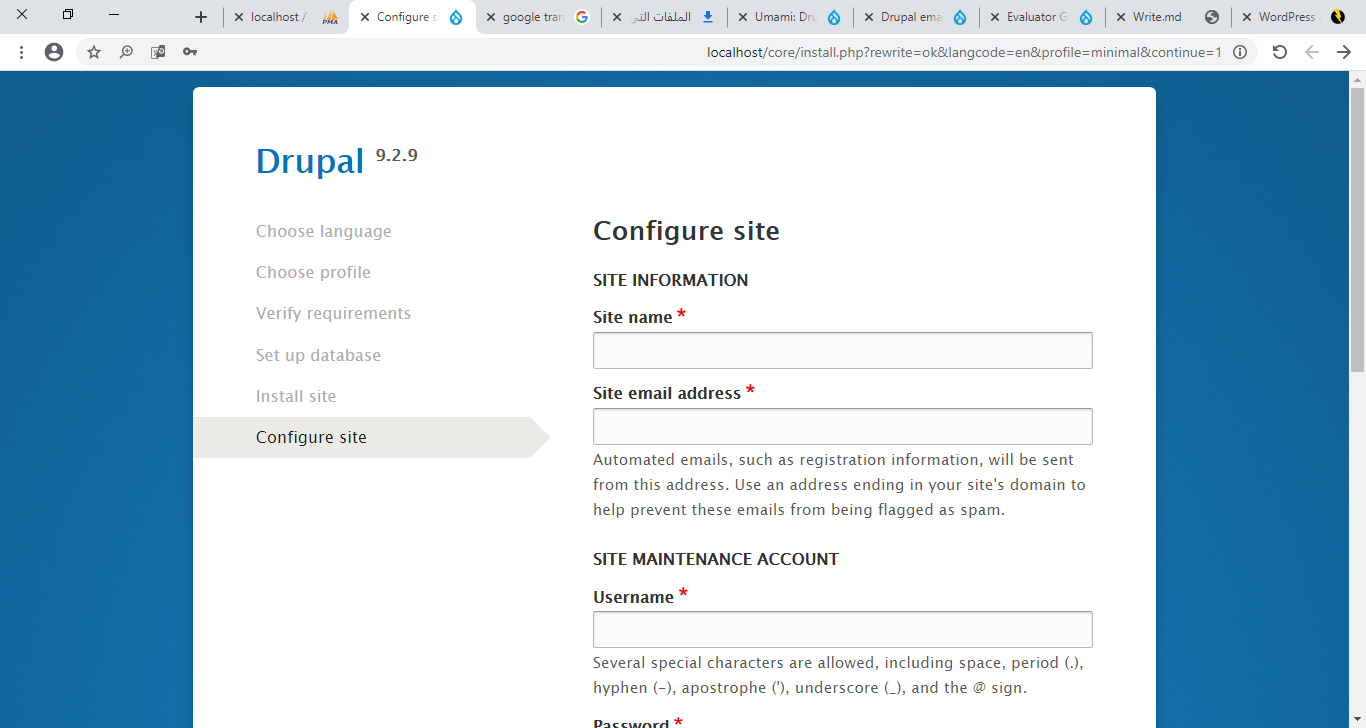 localhost /
PMA
Configure s
google tran
الملفات التي
Umami: Dru
Drupal ema
Evaluator G
Write.md
WordPress
localhost/core/install.php?rewrite=ok&langcode=en&profile=minimal&continue=1
Drupal 9.2.9
Choose language
Choose profile
Verify requirements
Set up database
Install site
Configure site
Configure site
SITE INFORMATION
Site name *
Site email address *
Automated emails, such as registration information, will be sent
from this address. Use an address ending in your site's domain to
help prevent these emails from being flagged as spam.
SITE MAINTENANCE ACCOUNT
Username *
Several special characters are allowed, including space, period (.),
hyphen (-), apostrophe ('), underscore (_), and the @ sign.
Password *